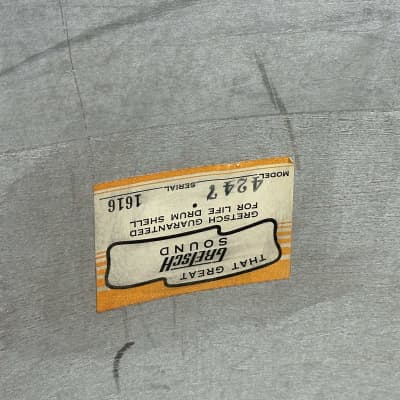 THAT GREAT
GRETSCH
SOUND
GRETSCH GUARANTEED
FOR LIFE DRUM SHELL
MODEL 4247 SERIAL 1616